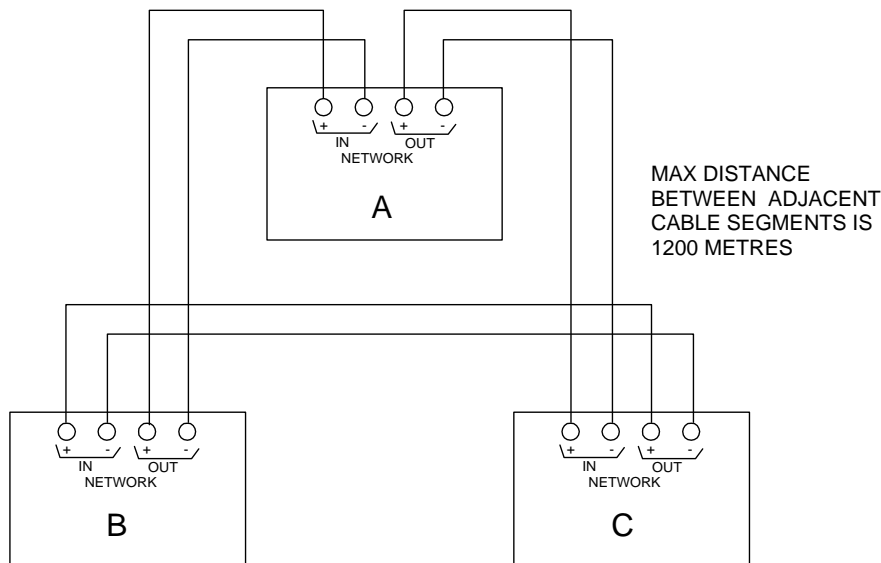 + - + -
IN OUT
NETWORK
A
MAX DISTANCE
BETWEEN ADJACENT
CABLE SEGMENTS IS
1200 METRES
+ - + -
IN OUT
NETWORK
B
+ - + -
IN OUT
NETWORK
C